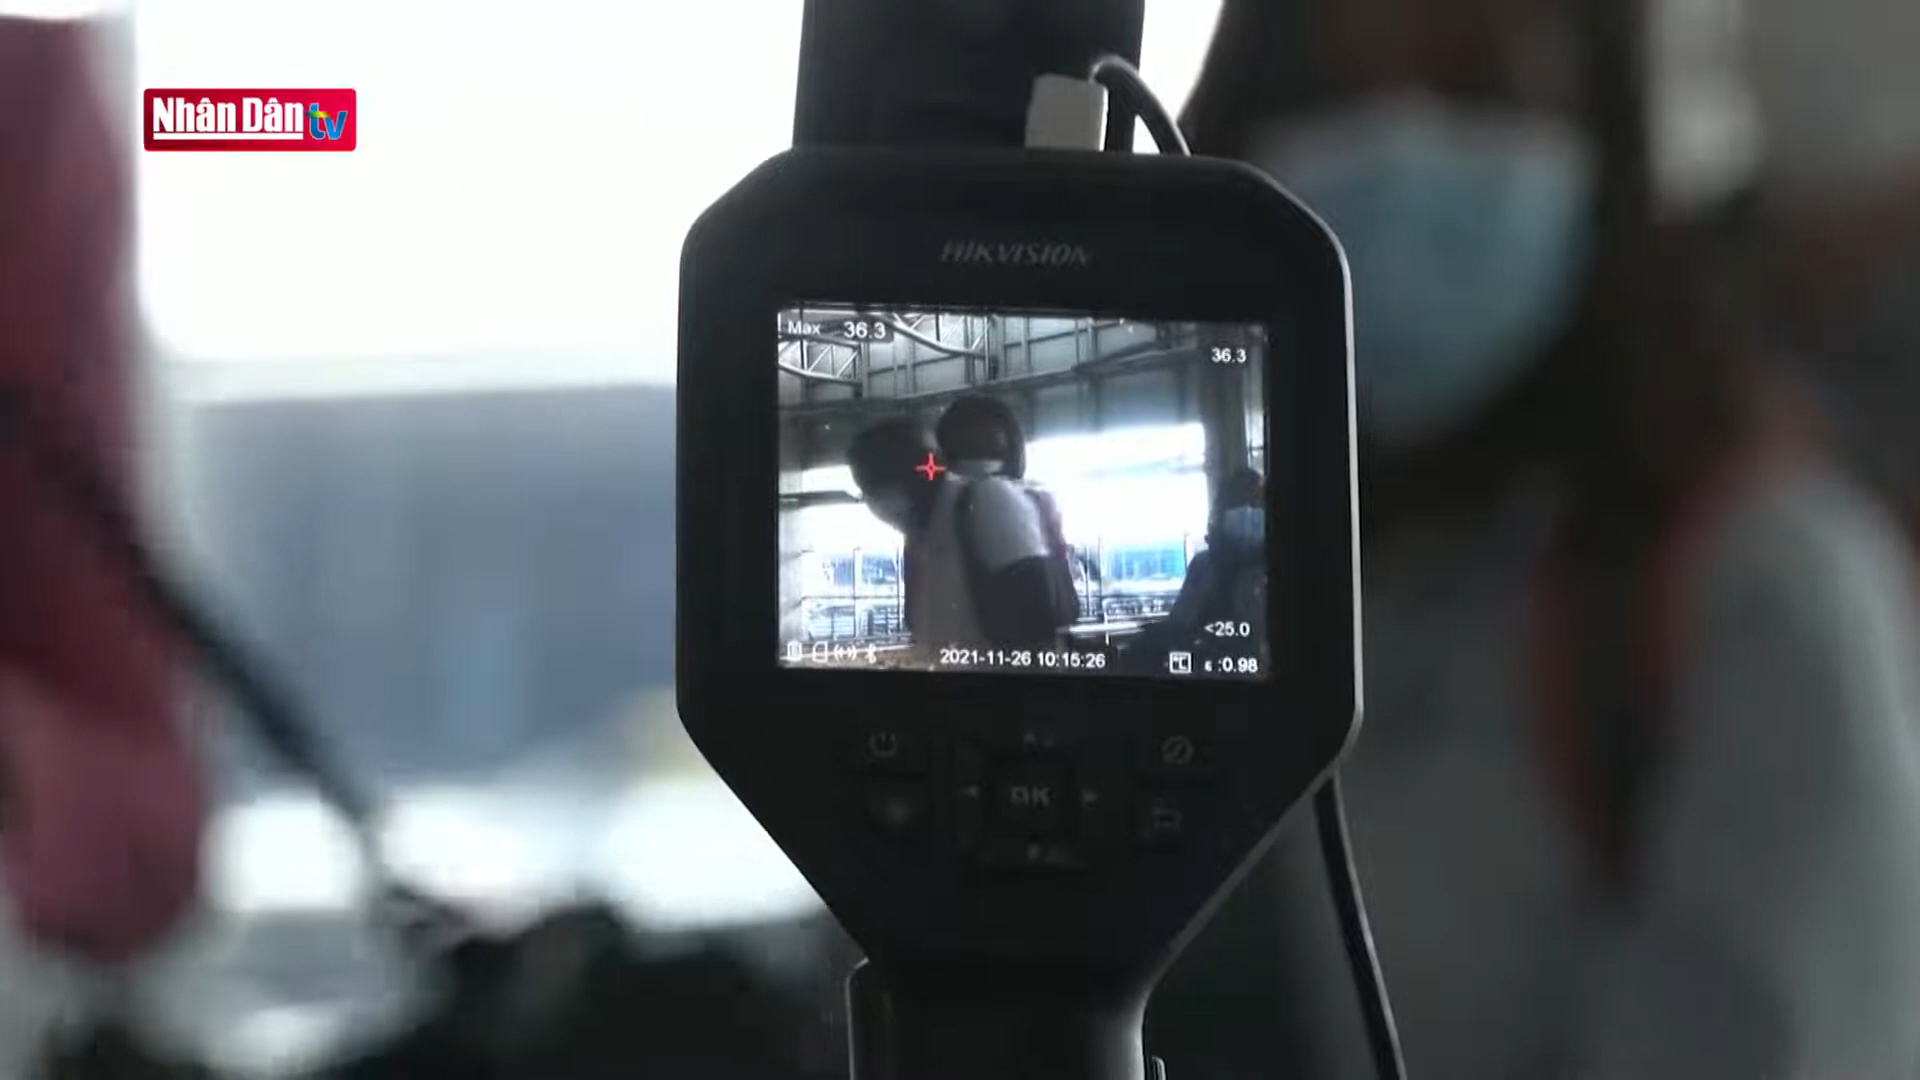 Nhân Dân tv
HIKVISION
Max 36.3
36.3
<25.0
2021-11-26 10:15:26
℃ ε :0.98
OK